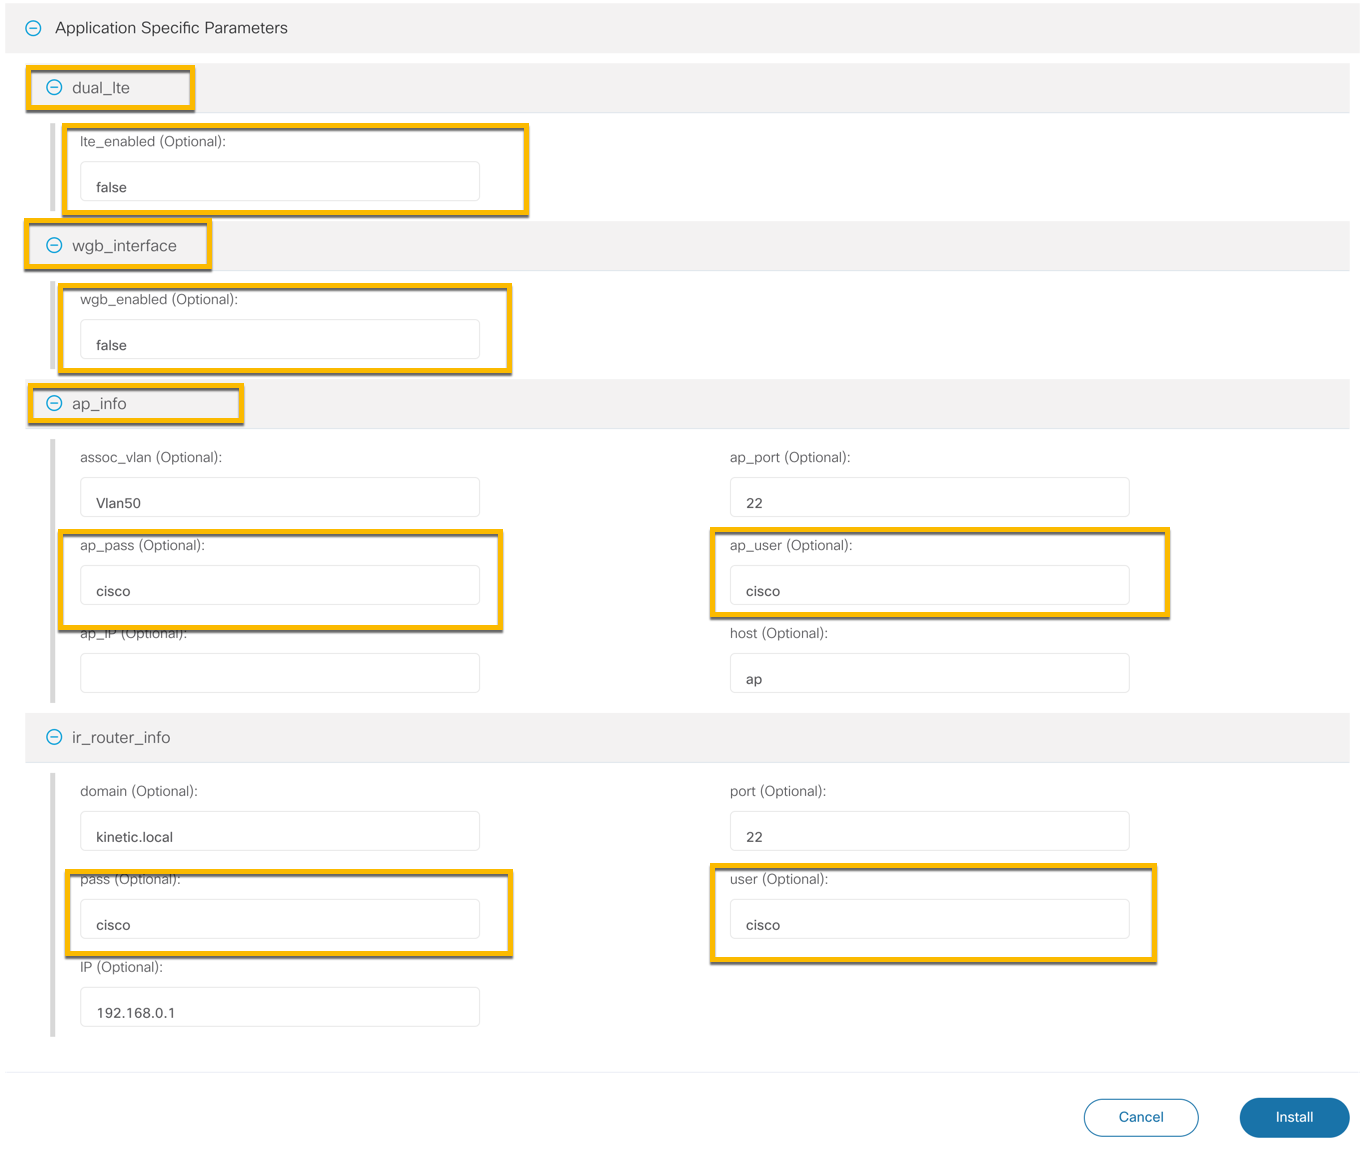 Application Specific Parameters
dual_lte
lte_enabled (Optional):
false
wgb_interface
wgb_enabled (Optional):
false
ap_info
assoc_vlan (Optional):
ap_port (Optional):
Vlan50
22
ap_pass (Optional):
ap_user (Optional):
cisco
cisco
ap_IP (Optional):
host (Optional):
ap
ir_router_info
domain (Optional):
port (Optional):
kinetic.local
22
pass (Optional):
user (Optional):
cisco
cisco
IP (Optional):
192.168.0.1
Cancel
Install